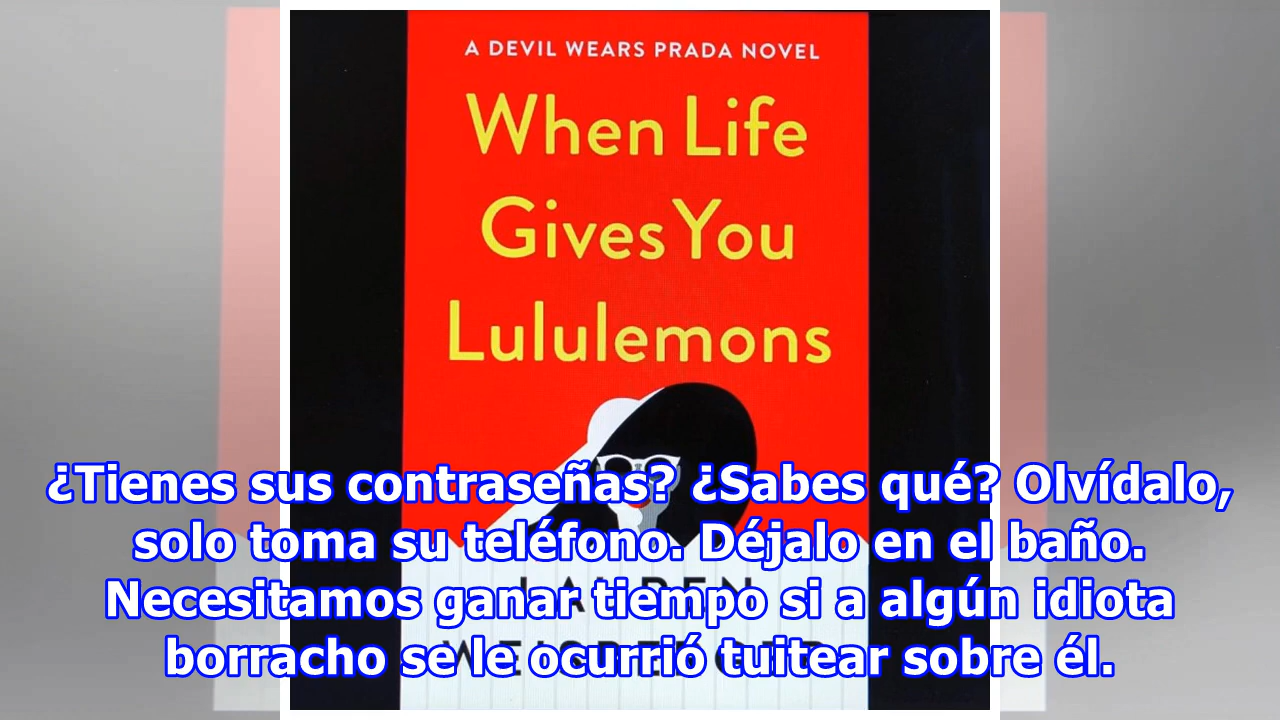 A DEVIL WEARS PRADA NOVEL
When Life
Gives You
Lululemons
¿Tienes sus contraseñas? ¿Sabes qué? Olvídalo,
solo toma su teléfono. Déjalo en el baño.
Necesitamos ganar tiempo si a algún idiota
borracho se le ocurrió tuitear sobre él.